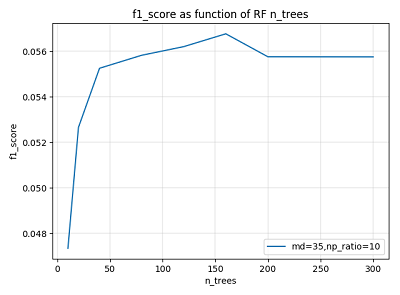 f1_score as function of RF n_trees
f1_score
0.056
0.054
0.052
0.050
0.048
0 50 100 150 200 250 300
n_trees
md=35,np_ratio=10